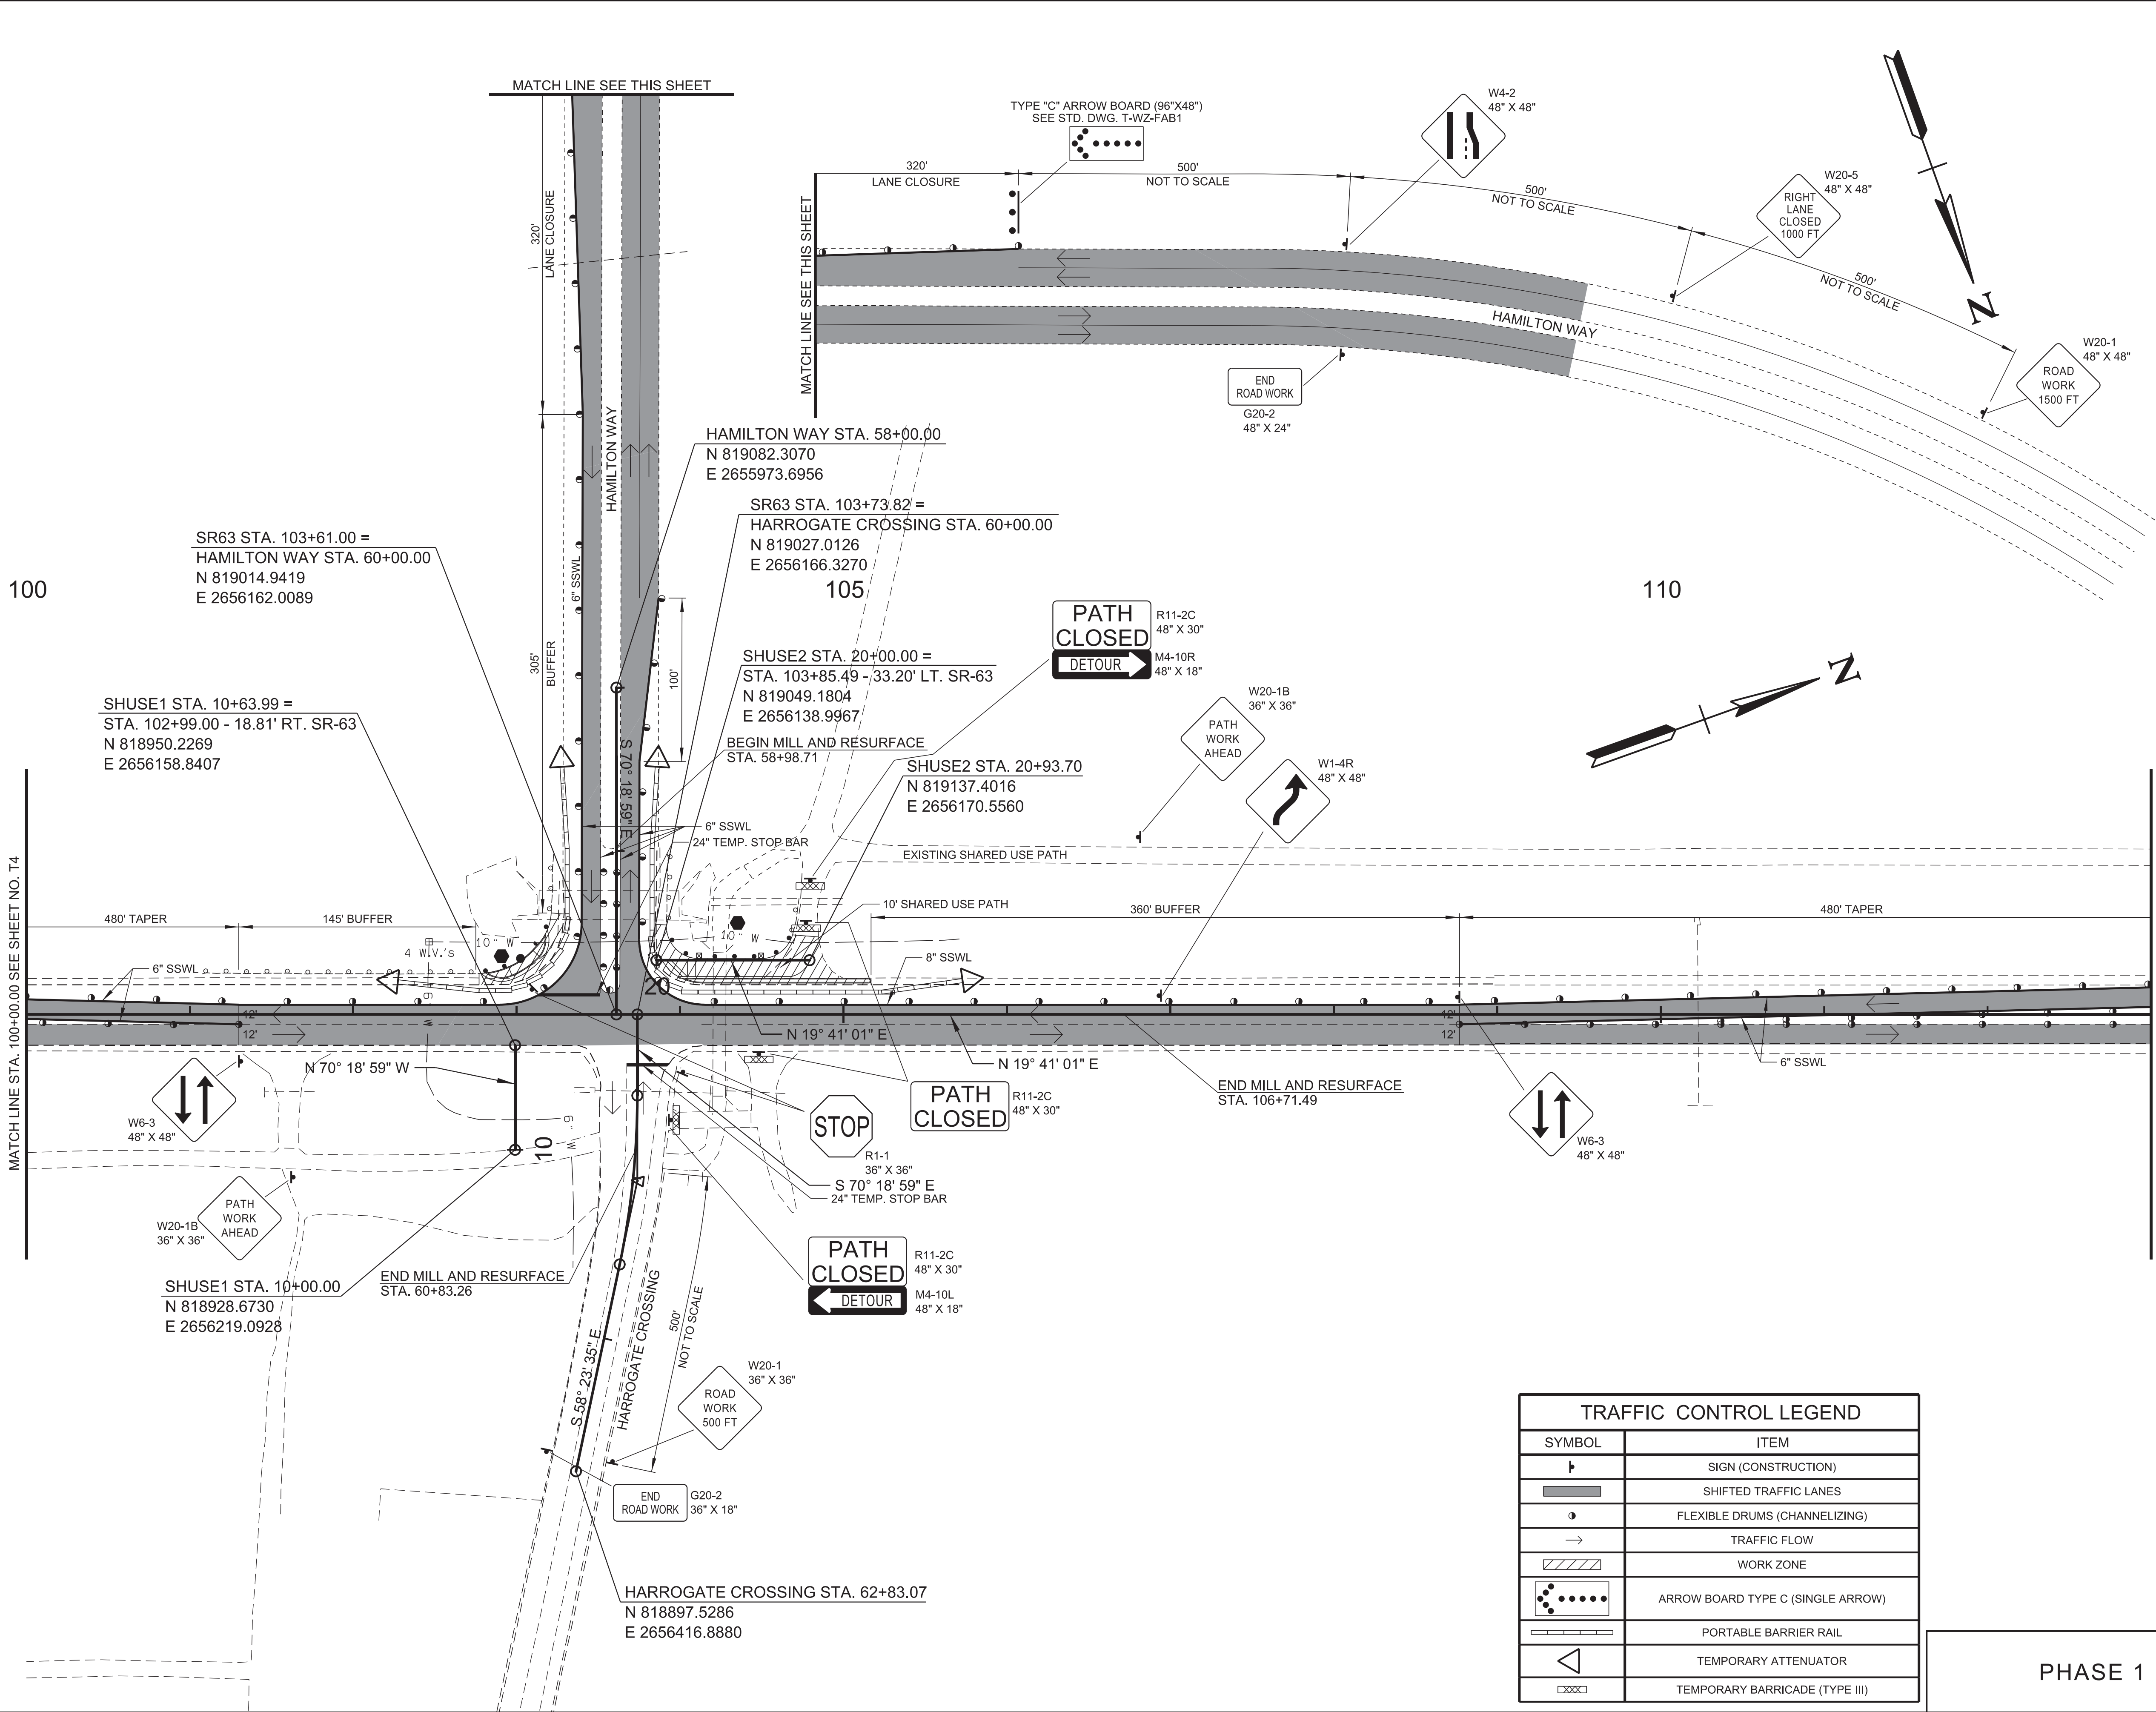 MATCH LINE SEE THIS SHEET
TYPE "C" ARROW BOARD (96"X48")
SEE STD. DWG. T-WZ-FAB1
W4-2
48" X 48"
320'
LANE CLOSURE
500'
NOT TO SCALE
500'
NOT TO SCALE
W20-5
48" X 48"
RIGHT
LANE
CLOSED
1000 FT
500'
NOT TO SCALE
N
W20-1
48" X 48"
ROAD
WORK
1500 FT
MATCH LINE SEE THIS SHEET
HAMILTON WAY
END
ROAD WORK
G20-2
48" X 24"
320'
LANE CLOSURE
HAMILTON WAY
HAMILTON WAY STA. 58+00.00
N 819082.3070
E 2655973.6956
SR63 STA. 103+73.82 =
HARROGATE CROSSING STA. 60+00.00
N 819027.0126
E 2656166.3270
SR63 STA. 103+61.00 =
HAMILTON WAY STA. 60+00.00
N 819014.9419
E 2656162.0089
100
105
110
6" SSWL
305'
BUFFER
100'
PATH
CLOSED
DETOUR
R11-2C
48" X 30"
M4-10R
48" X 18"
SHUSE2 STA. 20+00.00 =
STA. 103+85.49 - 33.20' LT. SR-63
N 819049.1804
E 2656138.9967
SHUSE1 STA. 10+63.99 =
STA. 102+99.00 - 18.81' RT. SR-63
N 818950.2269
E 2656158.8407
W20-1B
36" X 36"
PATH
WORK
AHEAD
N
BEGIN MILL AND RESURFACE
STA. 58+98.71
SHUSE2 STA. 20+93.70
N 819137.4016
E 2656170.5560
W1-4R
48" X 48"
S 70° 18' 59" E
6" SSWL
24" TEMP. STOP BAR
EXISTING SHARED USE PATH
MATCH LINE STA. 100+00.00 SEE SHEET NO. T4
480' TAPER
145' BUFFER
10' SHARED USE PATH
360' BUFFER
480' TAPER
4 W.V.'s
10" W
10" W
6" SSWL
8" SSWL
6" W
20
12'
12'
12'
12'
N 19° 41' 01" E
N 19° 41' 01" E
6" SSWL
N 70° 18' 59" W
END MILL AND RESURFACE
STA. 106+71.49
PATH
CLOSED
R11-2C
48" X 30"
W6-3
48" X 48"
STOP
R1-1
36" X 36"
W6-3
48" X 48"
6" W
10
S 70° 18' 59" E
24" TEMP. STOP BAR
W20-1B
36" X 36"
PATH
WORK
AHEAD
PATH
CLOSED
DETOUR
R11-2C
48" X 30"
M4-10L
48" X 18"
SHUSE1 STA. 10+00.00
N 818928.6730
E 2656219.0928
END MILL AND RESURFACE
STA. 60+83.26
S 58° 23' 35" E
HARROGATE CROSSING
500'
NOT TO SCALE
W20-1
36" X 36"
ROAD
WORK
500 FT
END
ROAD WORK
G20-2
36" X 18"
HARROGATE CROSSING STA. 62+83.07
N 818897.5286
E 2656416.8880
TRAFFIC CONTROL LEGEND
SYMBOL ITEM
SIGN (CONSTRUCTION)
SHIFTED TRAFFIC LANES
FLEXIBLE DRUMS (CHANNELIZING)
TRAFFIC FLOW
WORK ZONE
ARROW BOARD TYPE C (SINGLE ARROW)
PORTABLE BARRIER RAIL
TEMPORARY ATTENUATOR
TEMPORARY BARRICADE (TYPE III)
PHASE 1